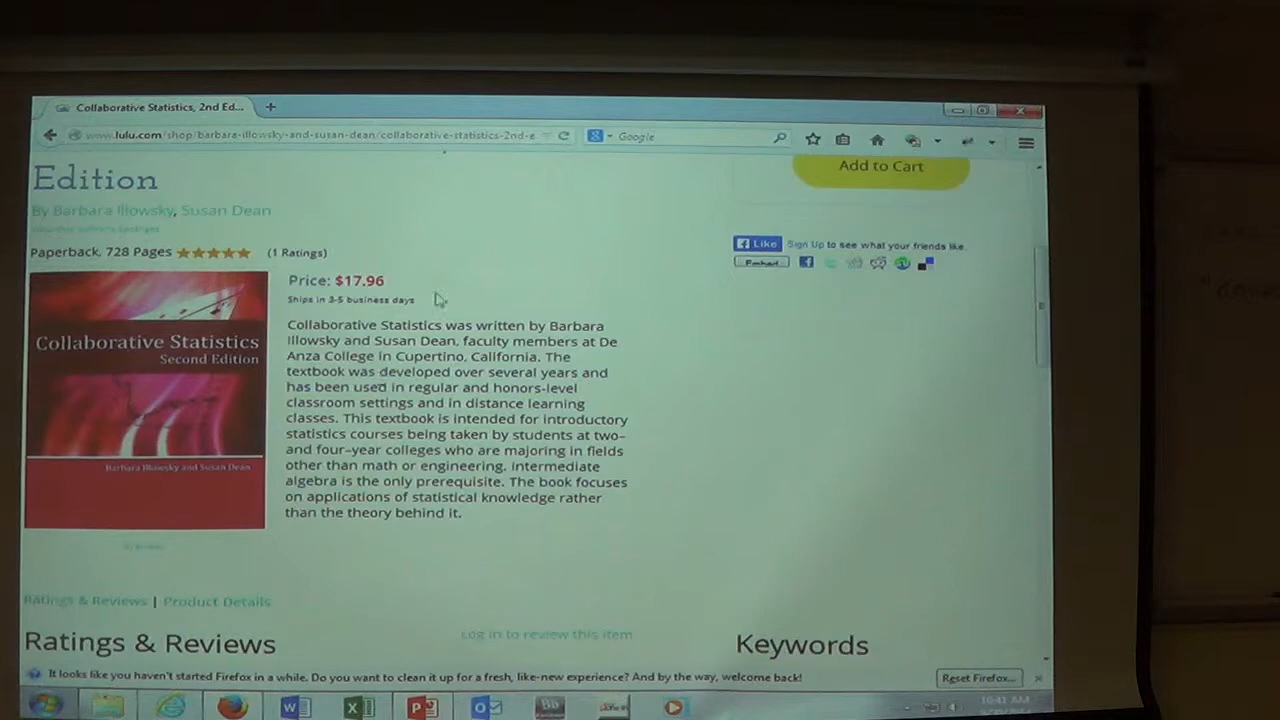 Collaborative Statistics, 2nd Ed...
www.lulu.com/shop/barbara-illowsky-and-susan-dean/collaborative-statistics-2nd-e
Google
Edition
Add to Cart
By Barbara Illowsky, Susan Dean
Paperback, 728 Pages (1 Ratings)
Like Sign Up to see what your friends like.
Embed
Price: $17.96
Ships in 3-5 business days
Collaborative Statistics was written by Barbara
Illowsky and Susan Dean, faculty members at De
Anza College in Cupertino, California. The
textbook was developed over several years and
has been used in regular and honors-level
classroom settings and in distance learning
classes. This textbook is intended for introductory
statistics courses being taken by students at two-
and four-year colleges who are majoring in fields
other than math or engineering. Intermediate
algebra is the only prerequisite. The book focuses
on applications of statistical knowledge rather
than the theory behind it.
Collaborative Statistics
Second Edition
Barbara Illowsky and Susan Dean
Ratings & Reviews | Product Details
Ratings & Reviews
Log in to review this item
Keywords
It looks like you haven't started Firefox in a while. Do you want to clean it up for a fresh, like-new experience? And by the way, welcome back!
Reset Firefox...
10:41 AM